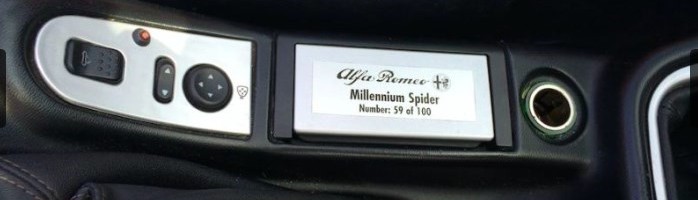 Alfa Romeo
Millennium Spider
Number: 59 of 100